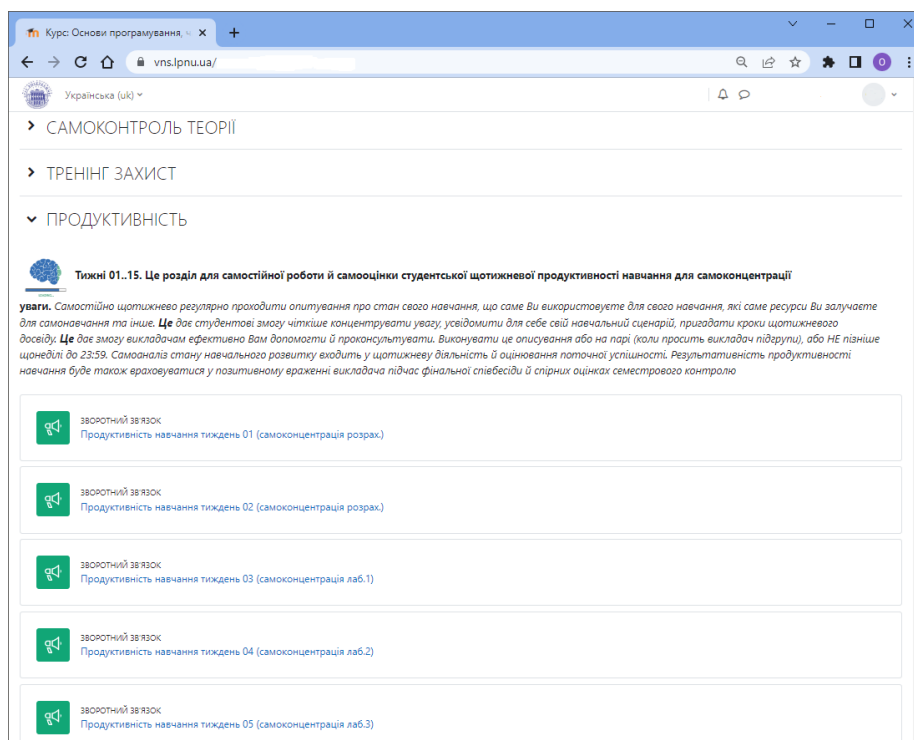 Курс: Основи програмування, ч
vns.lpnu.ua/
O
Українська (uk)
САМОКОНТРОЛЬ ТЕОРІЇ
ТРЕНІНГ ЗАХИСТ
ПРОДУКТИВНІСТЬ
Тижні 01..15. Це розділ для самостійної роботи й самооцінки студентської щотижневої продуктивності навчання для самоконцентрації
уваги. Самостійно щотижнево регулярно проходити опитування про стан свого навчання, що саме Ви використовуєте для свого навчання, які саме ресурси Ви залучаєте
для самонавчання та інше. Це дає студентові змогу чіткіше концентрувати увагу, усвідомити для себе свій навчальний сценарій, пригадати кроки щотижневого
досвіду. Це дає змогу викладачам ефективно Вам допомогти й проконсультувати. Виконувати це описування або на парі (коли просить викладач підгрупи), або НЕ пізніше
щонеділі до 23:59. Самоаналіз стану навчального розвитку входить у щотижневу діяльність й оцінювання поточної успішності. Результативність продуктивності
навчання буде також враховуватися у позитивному враженні викладача підчас фінальної співбесіди й спірних оцінках семестрового контролю
ЗВОРОТНИЙ ЗВ'ЯЗОК
Продуктивність навчання тиждень 01 (самоконцентрація розрах.)
ЗВОРОТНИЙ ЗВ'ЯЗОК
Продуктивність навчання тиждень 02 (самоконцентрація розрах.)
ЗВОРОТНИЙ ЗВ'ЯЗОК
Продуктивність навчання тиждень 03 (самоконцентрація лаб.1)
ЗВОРОТНИЙ ЗВ'ЯЗОК
Продуктивність навчання тиждень 04 (самоконцентрація лаб.2)
ЗВОРОТНИЙ ЗВ'ЯЗОК
Продуктивність навчання тиждень 05 (самоконцентрація лаб.3)